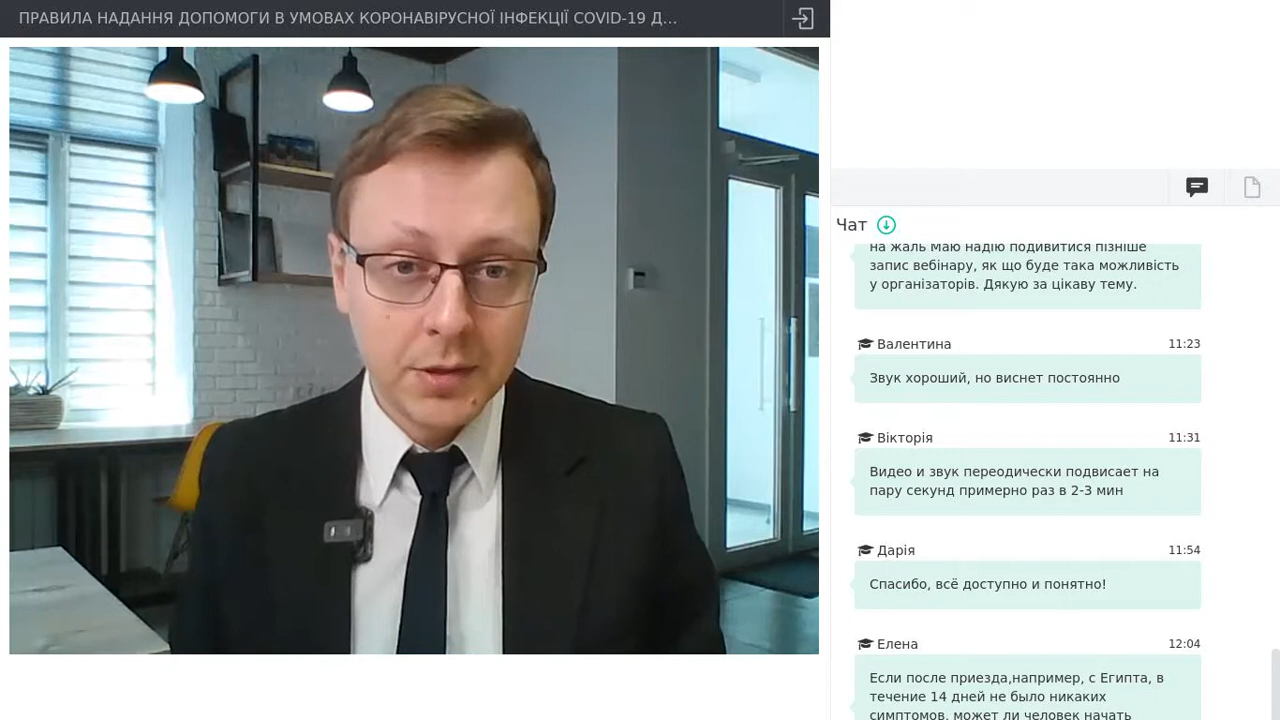 ПРАВИЛА НАДАННЯ ДОПОМОГИ В УМОВАХ КОРОНАВІРУСНОЇ ІНФЕКЦІЇ COVID-19 Д...
Чат
на жаль Маю надію подивитися пізніше
запис вебінару, як що буде така можливість
у організаторів. Дякую за цікаву тему.
Валентина 11:23
Звук хороший, но виснет постоянно
Вікторія 11:31
Видео и звук переодически подвисает на
пару секунд примерно раз в 2-3 мин
Дарія 11:54
Спасибо, всё доступно и понятно!
Елена 12:04
Если после приезда,например, с Египта, в
течение 14 дней не было никаких
симптомов, может ли человек начать